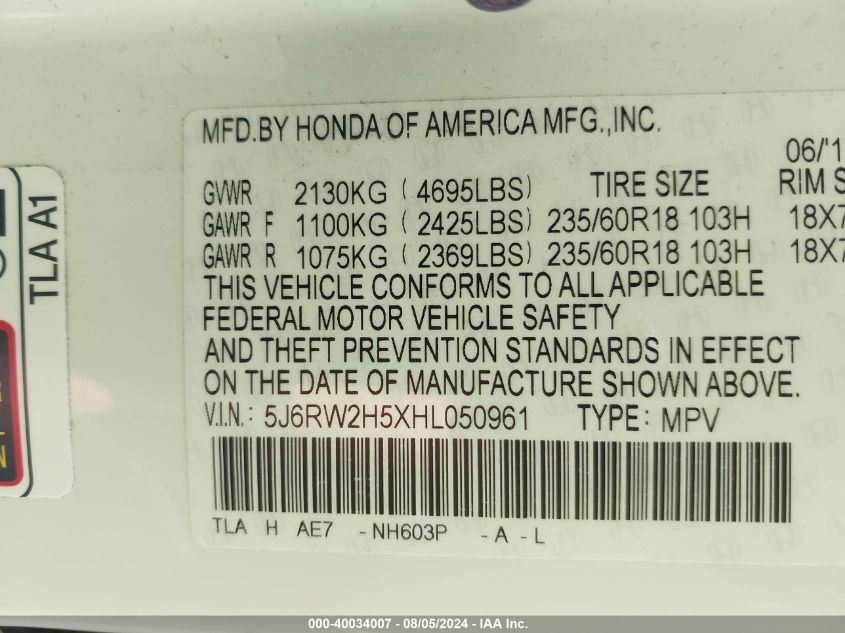 MFD.BY HONDA OF AMERICA MFG.,INC.
06/'1
GVWR 2130KG ( 4695LBS) TIRE SIZE RIM S
GAWR F 1100KG ( 2425LBS) 235/60R18 103H 18X7
GAWR R 1075KG ( 2369LBS) 235/60R18 103H 18X7
THIS VEHICLE CONFORMS TO ALL APPLICABLE
FEDERAL MOTOR VEHICLE SAFETY
AND THEFT PREVENTION STANDARDS IN EFFECT
ON THE DATE OF MANUFACTURE SHOWN ABOVE.
V.I.N.: 5J6RW2H5XHL050961 TYPE: MPV
TLA H AE7 -NH603P -A -L
TLA A1
000-40034007 - 08/05/2024 - IAA Inc.